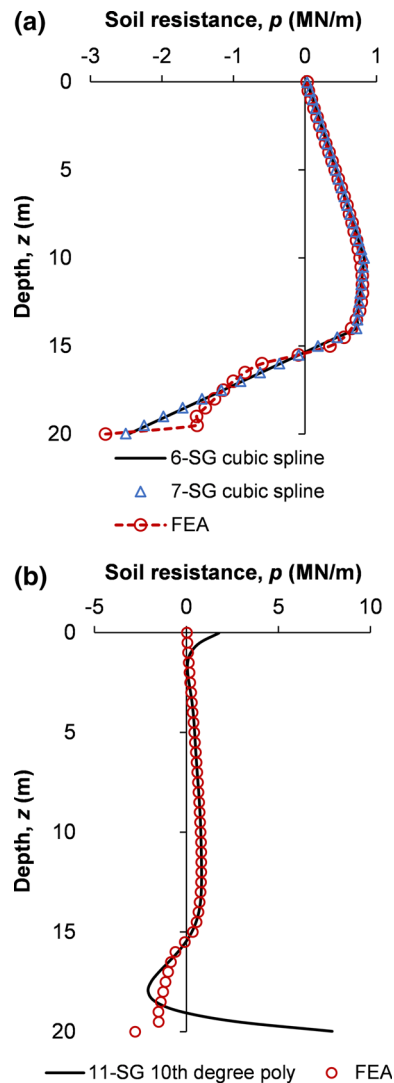 (a)
Soil resistance, p (MN/m)
-3 -2 -1 0 1
0
5
10
15
20
Depth, z (m)
6-SG cubic spline
7-SG cubic spline
FEA
(b)
Soil resistance, p (MN/m)
-5 0 5 10
0
5
10
15
20
Depth, z (m)
11-SG 10th degree poly FEA